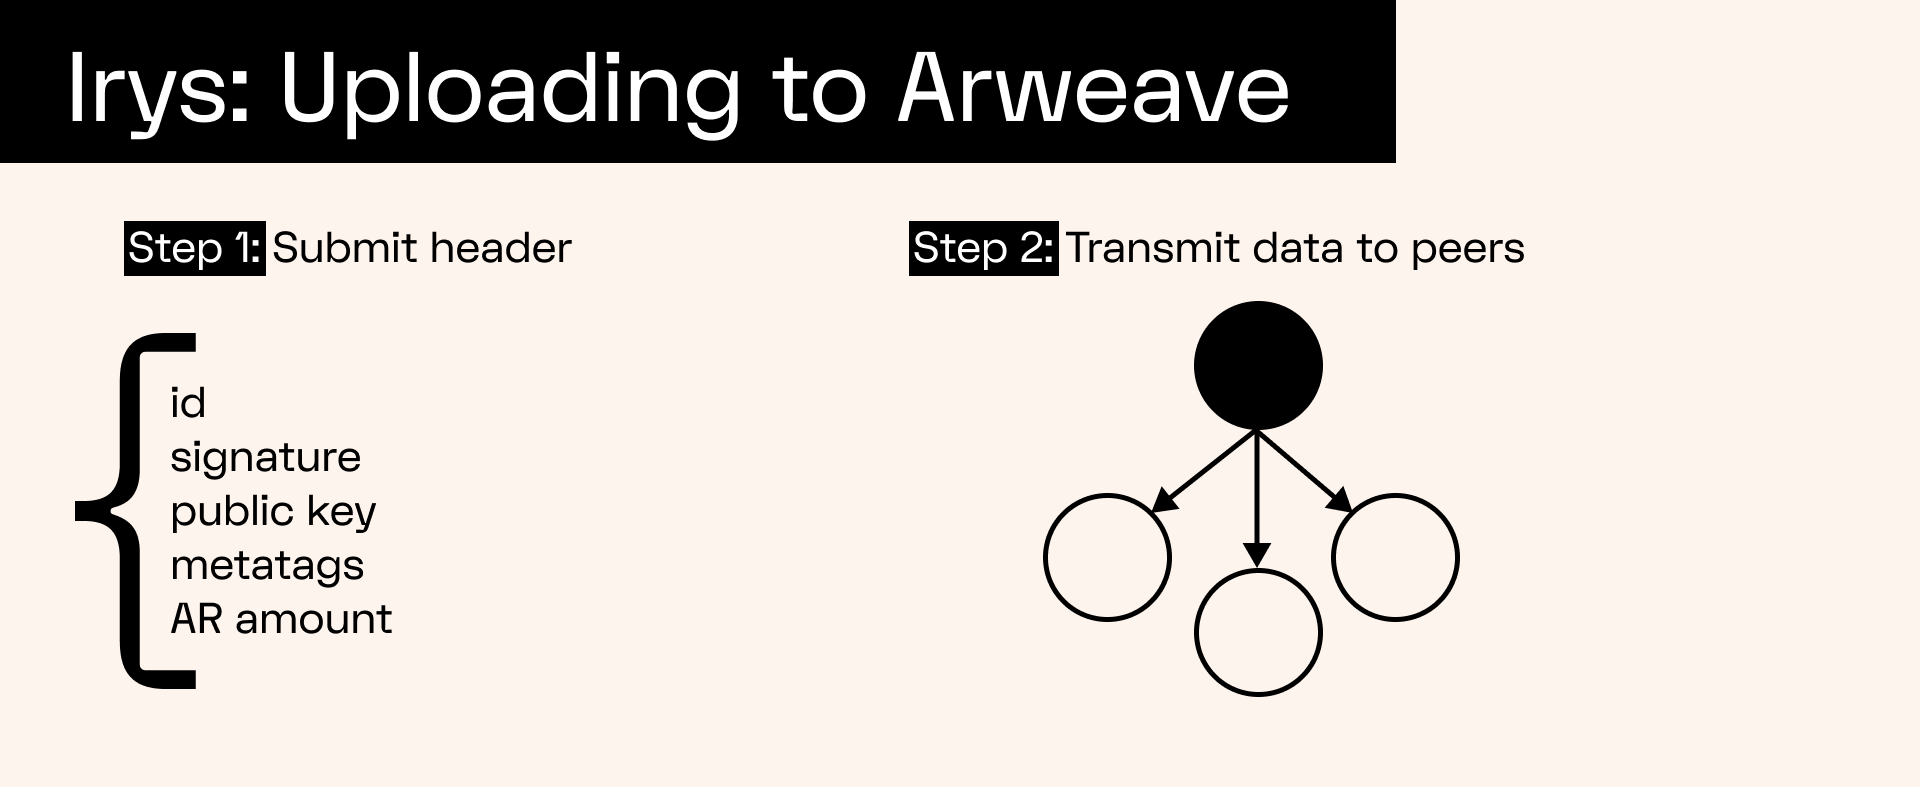 Irys: Uploading to Arweave
Step 1: Submit header
id
signature
public key
metatags
AR amount
Step 2: Transmit data to peers